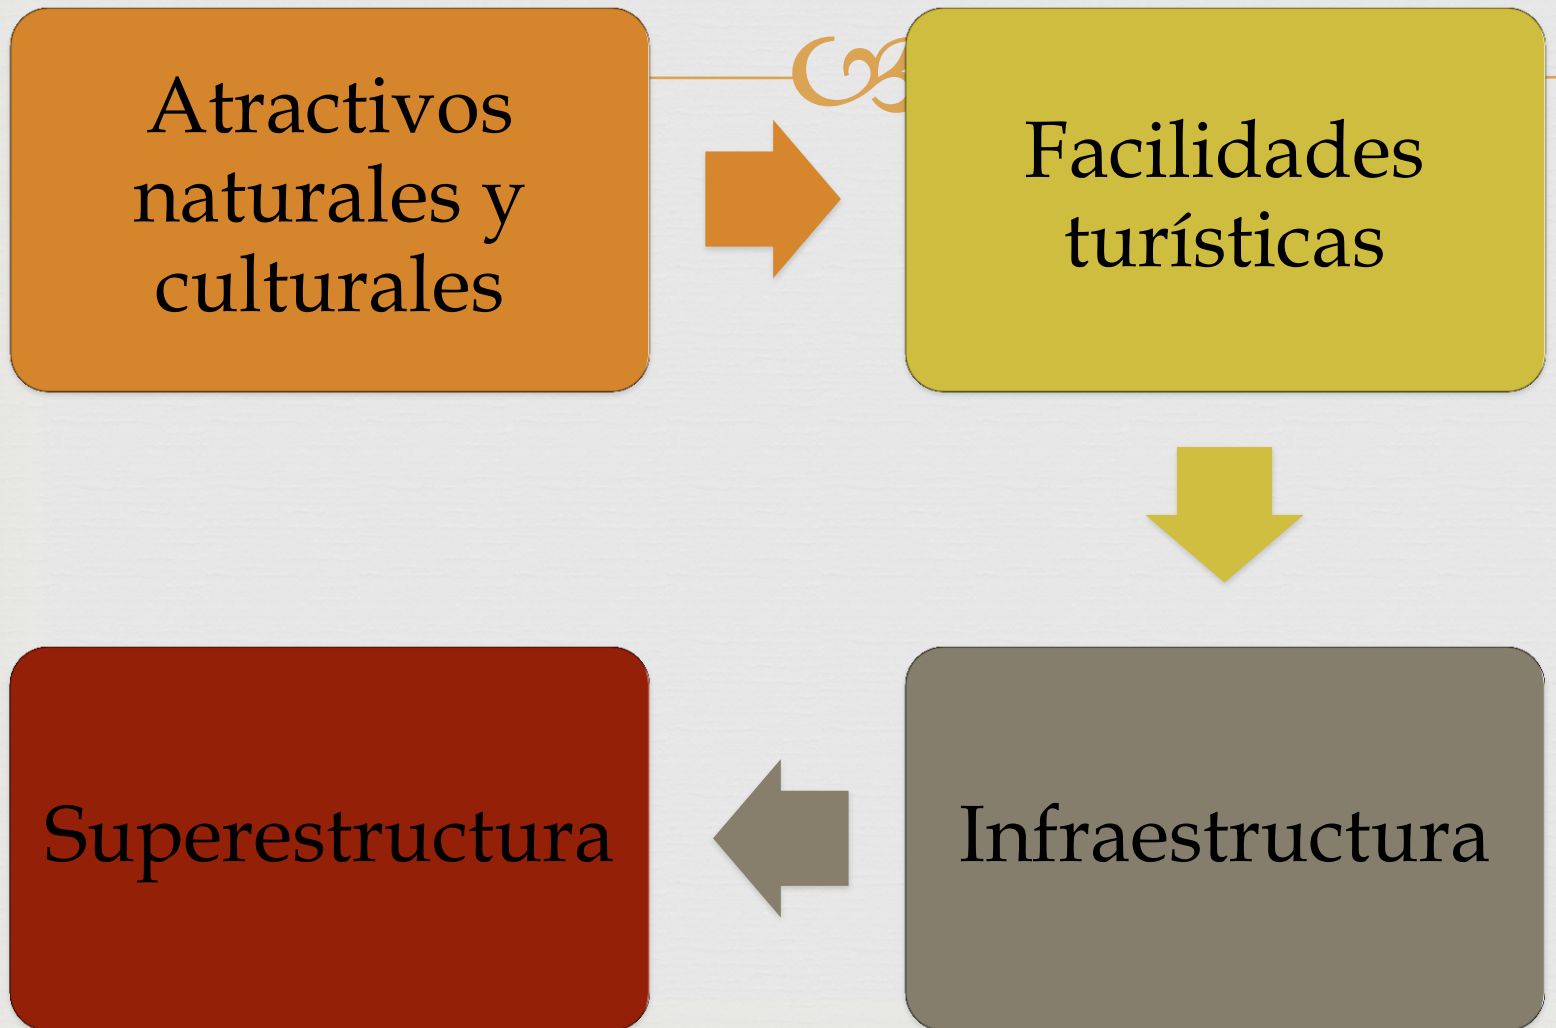 Atractivos
naturales y
culturales
Facilidades
turísticas
Infraestructura
Superestructura